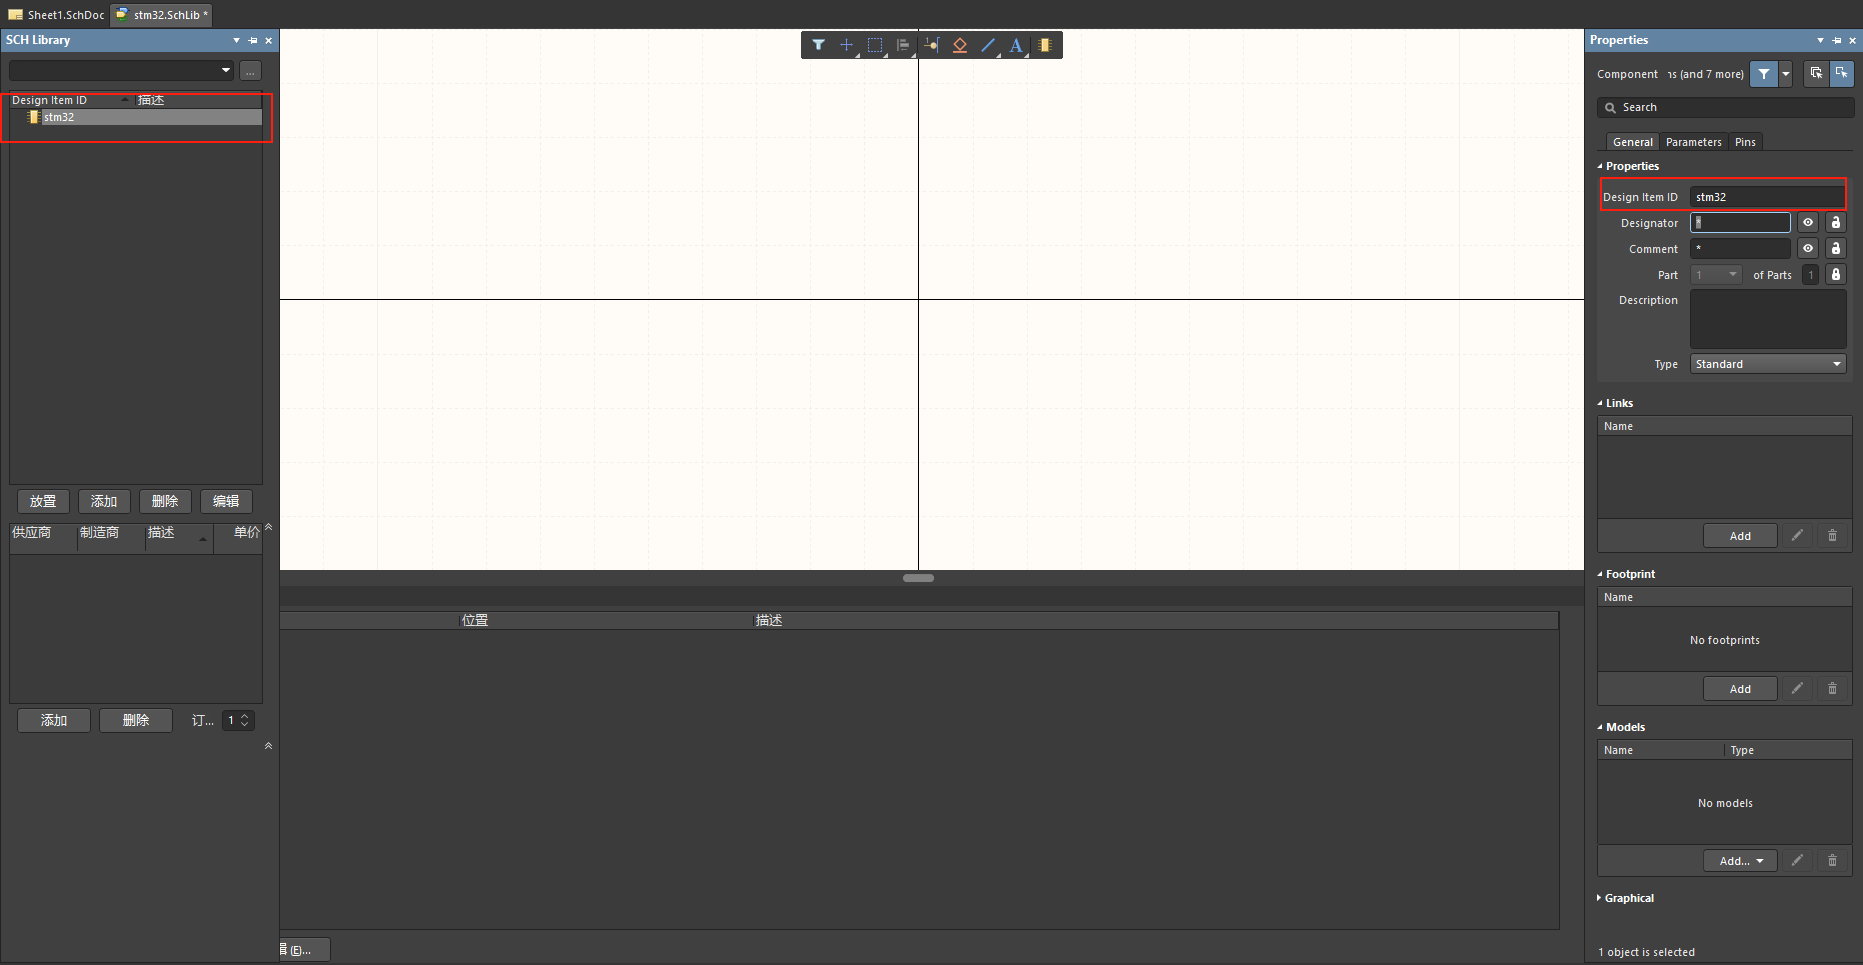 Sheet1.SchDoc
stm32.SchLib *
SCH Library
...
Design Item ID
描述
stm32
放置
添加
删除
编辑
供应商
制造商
描述
单价
添加
删除
订...
1
A
位置
描述
辑 (E)...
Properties
Component
ns (and 7 more)
Search
General
Parameters
Pins
Properties
Design Item ID
stm32
Designator
*
Comment
*
Part
1
of Parts
1
Description
Type
Standard
Links
Name
Add
Footprint
Name
No footprints
Add
Models
Name
Type
No models
Add...
Graphical
1 object is selected